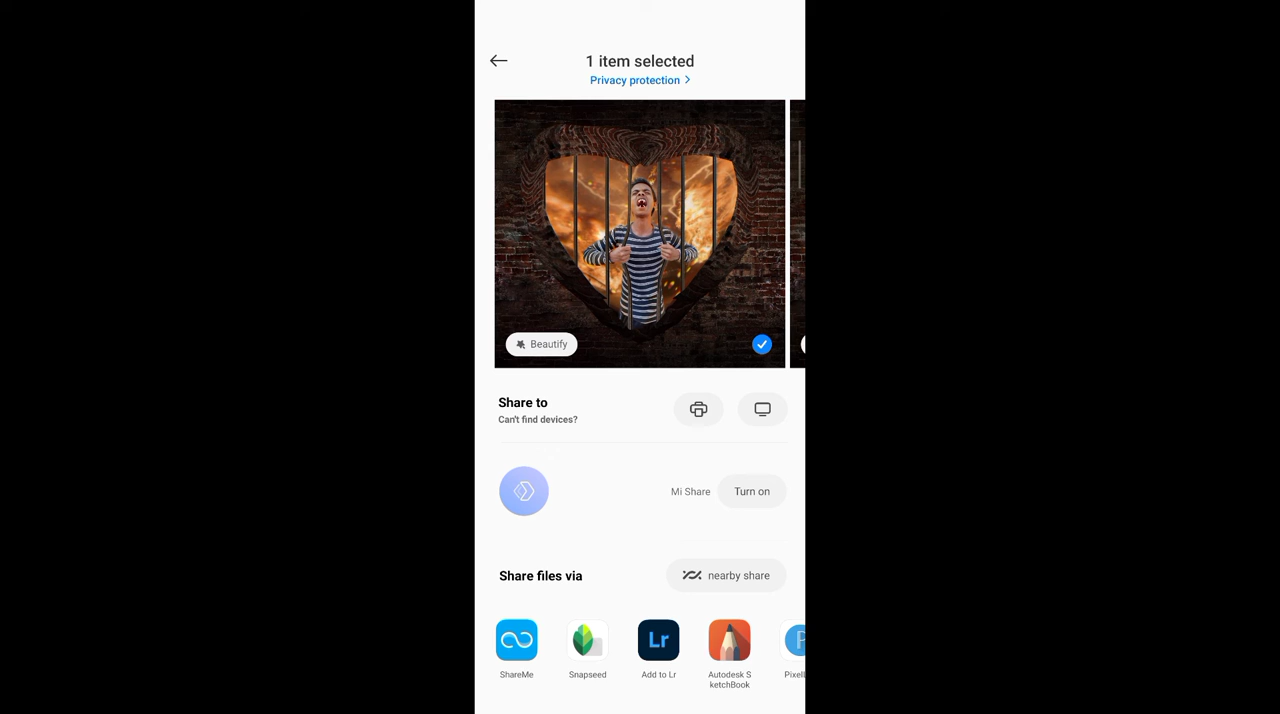 1 item selected
Privacy protection
Beautify
Share to
Can't find devices?
Mi Share
Turn on
Share files via
nearby share
Lr
ShareMe
Snapseed
Add to Lr
Autodesk S
ketchBook